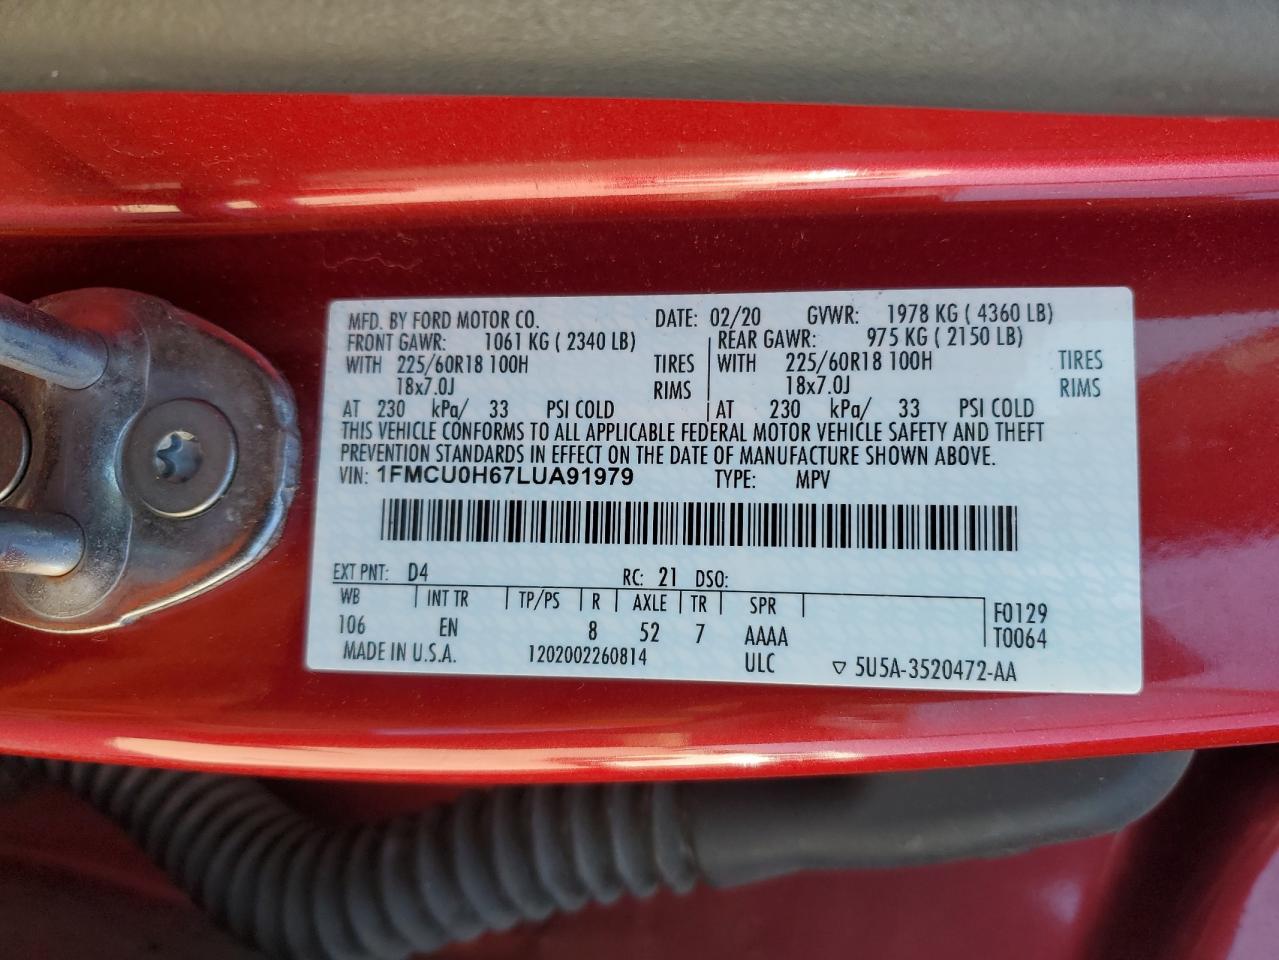 MFD. BY FORD MOTOR CO. DATE: 02/20 GVWR: 1978 KG ( 4360 LB)
FRONT GAWR: 1061 KG ( 2340 LB) REAR GAWR: 975 KG ( 2150 LB)
WITH 225/60R18 100H TIRES WITH 225/60R18 100H TIRES
18x7.0J RIMS 18x7.0J RIMS
AT 230 kPa/ 33 PSI COLD AT 230 kPa/ 33 PSI COLD
THIS VEHICLE CONFORMS TO ALL APPLICABLE FEDERAL MOTOR VEHICLE SAFETY AND THEFT
PREVENTION STANDARDS IN EFFECT ON THE DATE OF MANUFACTURE SHOWN ABOVE.
VIN: 1FMCU0H67LUA91979 TYPE: MPV
EXT PNT: D4 RC: 21 DSO:
WB INT TR TP/PS R AXLE TR SPR F0129
106 EN 8 52 7 AAAA T0064
MADE IN U.S.A. 1202002260814 ULC ▽ 5U5A-3520472-AA